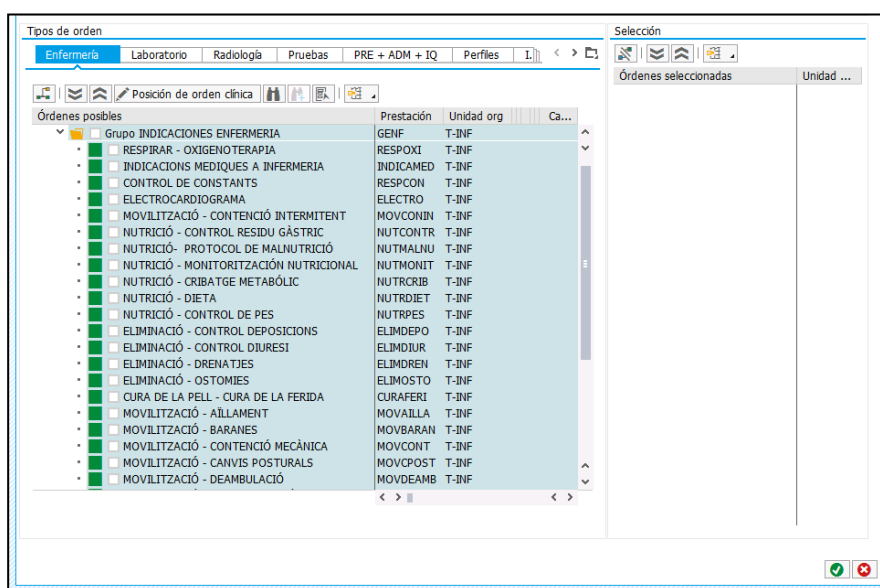 Tipos de orden
Enfermería Laboratorio Radiología Pruebas PRE + ADM + IQ Perfiles I.
Posición de orden clínica
Órdenes posibles Prestación Unidad org Ca...
Grupo INDICACIONES ENFERMERIA GENF T-INF
RESPIRAR - OXIGENOTERAPIA RESPOXI T-INF
INDICACIONS MEDIQUES A INFERMERIA INDICAMED T-INF
CONTROL DE CONSTANTS RESPCON T-INF
ELECTROCARDIOGRAMA ELECTRO T-INF
MOVILITZACIÓ - CONTENCIÓ INTERMITENT MOVCONIN T-INF
NUTRICIÓ - CONTROL RESIDU GÀSTRIC NUTCONTR T-INF
NUTRICIÓ- PROTOCOL DE MALNUTRICIÓ NUTMALNU T-INF
NUTRICIÓ - MONITORITZACIÓN NUTRICIONAL NUTMONIT T-INF
NUTRICIÓ - CRIBATGE METABÓLIC NUTRCRIB T-INF
NUTRICIÓ - DIETA NUTRDIET T-INF
NUTRICIÓ - CONTROL DE PES NUTRPES T-INF
ELIMINACIÓ - CONTROL DEPOSICIONS ELIMDEPO T-INF
ELIMINACIÓ - CONTROL DIURESI ELIMDIUR T-INF
ELIMINACIÓ - DRENATJES ELIMDREN T-INF
ELIMINACIÓ - OSTOMIES ELIMOSTO T-INF
CURA DE LA PELL - CURA DE LA FERIDA CURAFERI T-INF
MOVILITZACIÓ - AÏLLAMENT MOVAILLA T-INF
MOVILITZACIÓ - BARANES MOVBARAN T-INF
MOVILITZACIÓ - CONTENCIÓ MECÀNICA MOVCONT T-INF
MOVILITZACIÓ - CANVIS POSTURALS MOVCPOST T-INF
MOVILITZACIÓ - DEAMBULACIÓ MOVDEAMB T-INF
Selección
Órdenes seleccionadas Unidad ...